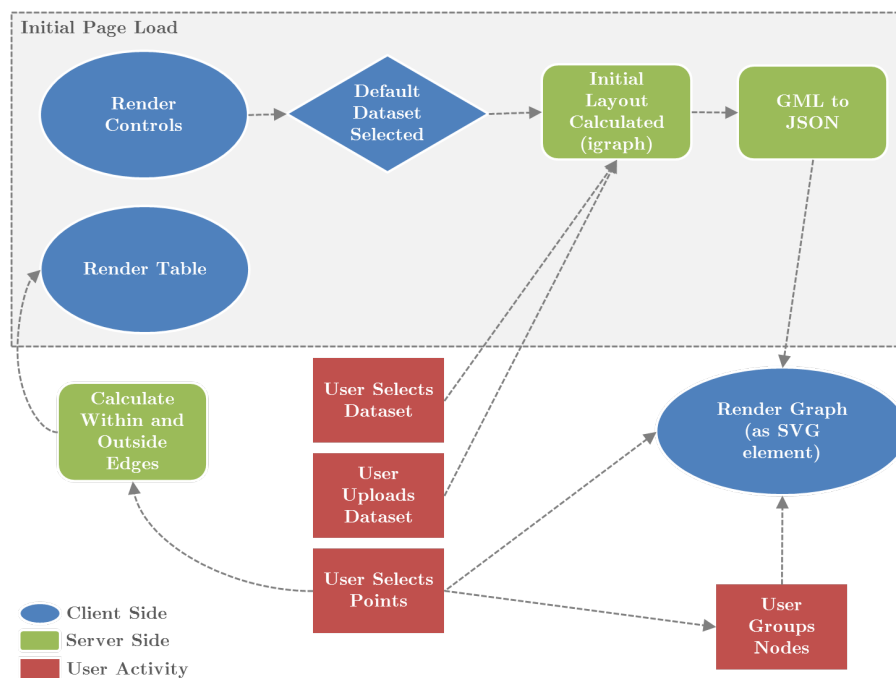 Initial Page Load
Render
Controls
Default
Dataset
Selected
Initial
Layout
Calculated
(igraph)
GML to
JSON
Render Table
Calculate
Within and
Outside
Edges
User Selects
Dataset
User
Uploads
Dataset
User Selects
Points
Render Graph
(as SVG
element)
User
Groups
Nodes
Client Side
Server Side
User Activity